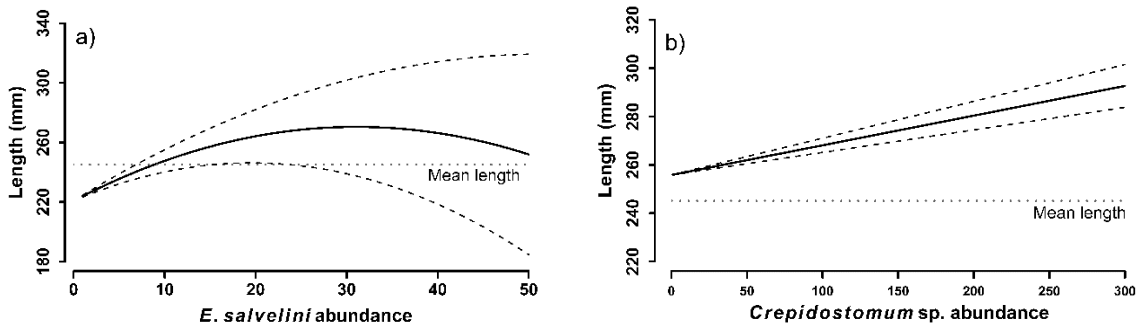 a)
Length (mm)
340
300
260
220
180
Mean length
0 10 20 30 40 50
E. salvelini abundance
b)
Length (mm)
320
300
280
260
240
220
Mean length
0 50 100 150 200 250 300
Crepidostomum sp. abundance